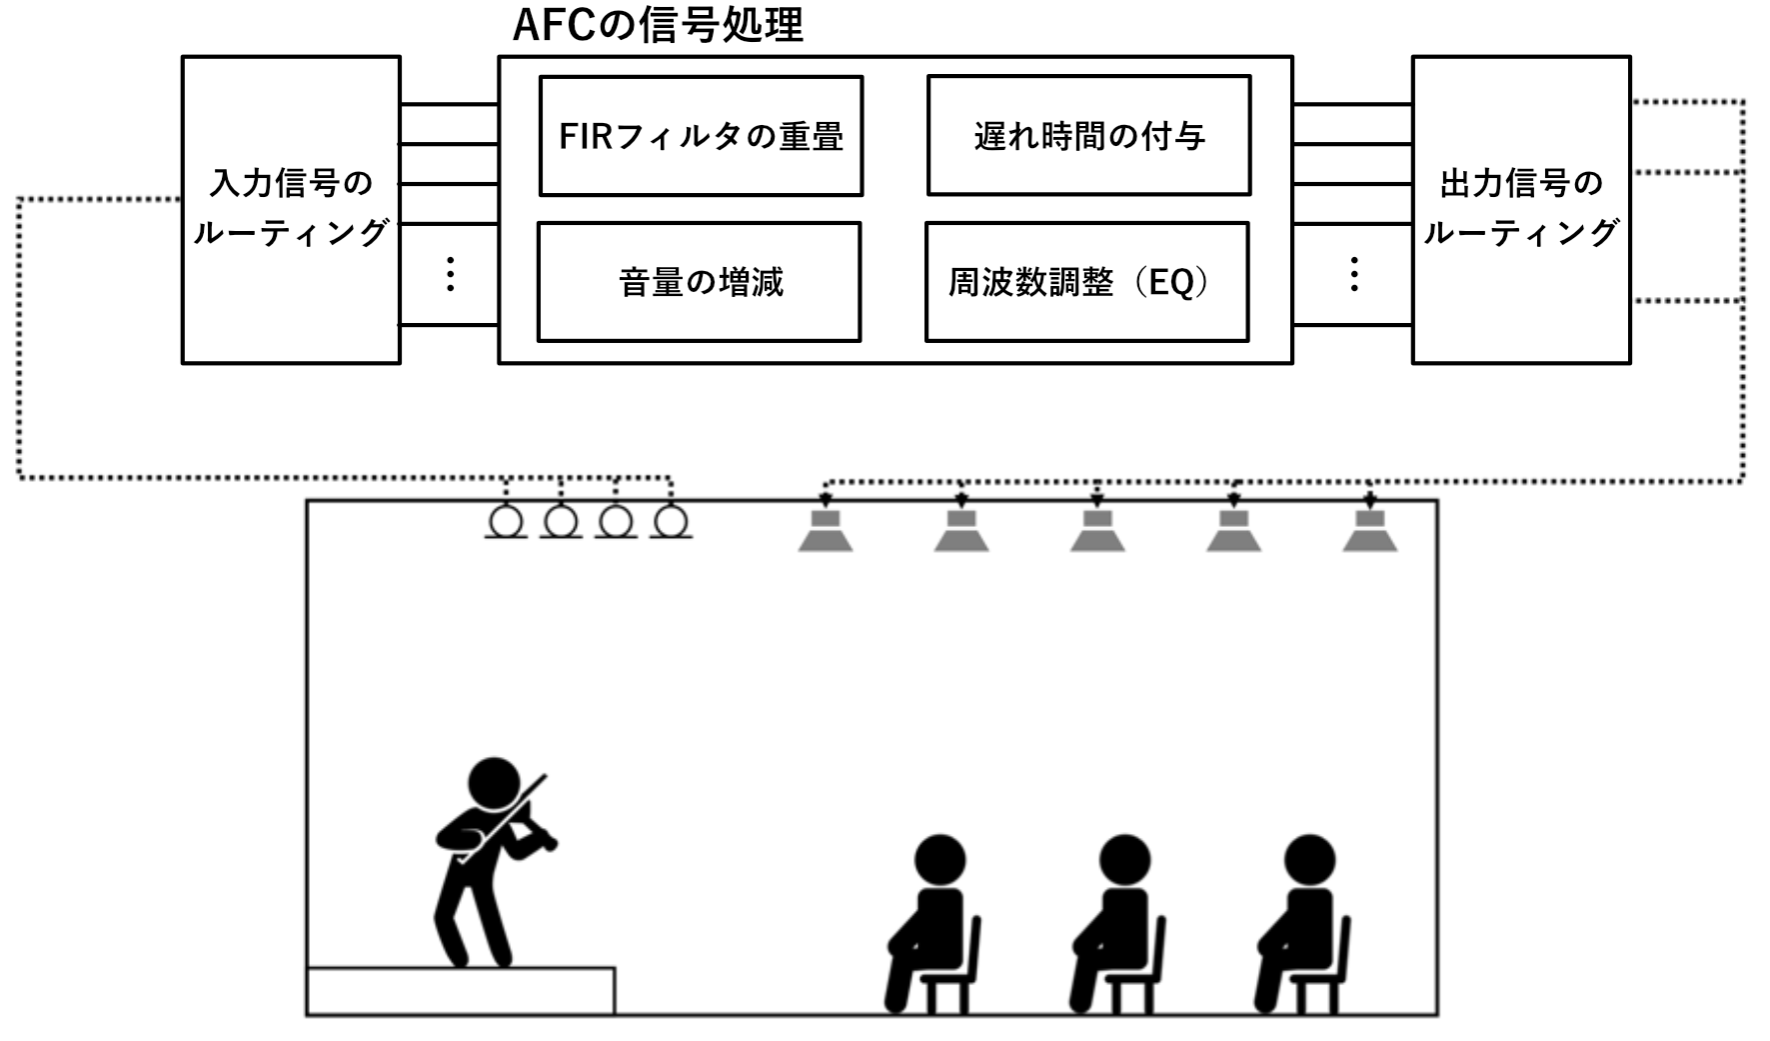 AFCの信号処理
入力信号の
ルーティング
FIRフィルタの重畳
遅れ時間の付与
音量の増減
周波数調整（EQ）
出力信号の
ルーティング